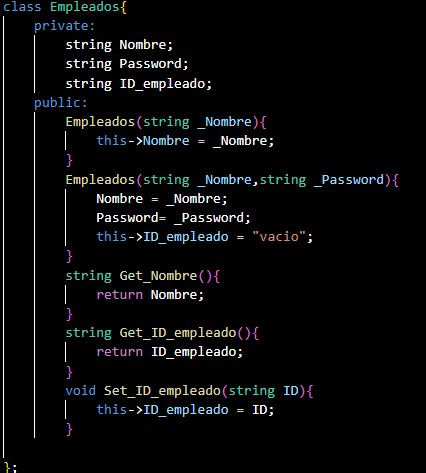 class Empleados{
private:
string Nombre;
string Password;
string ID_empleado;
public:
Empleados(string _Nombre){
this->Nombre = _Nombre;
}
Empleados(string _Nombre,string _Password){
Nombre = _Nombre;
Password= _Password;
this->ID_empleado = "vacio";
}
string Get_Nombre(){
return Nombre;
}
string Get_ID_empleado(){
return ID_empleado;
}
void Set_ID_empleado(string ID){
this->ID_empleado = ID;
}
};